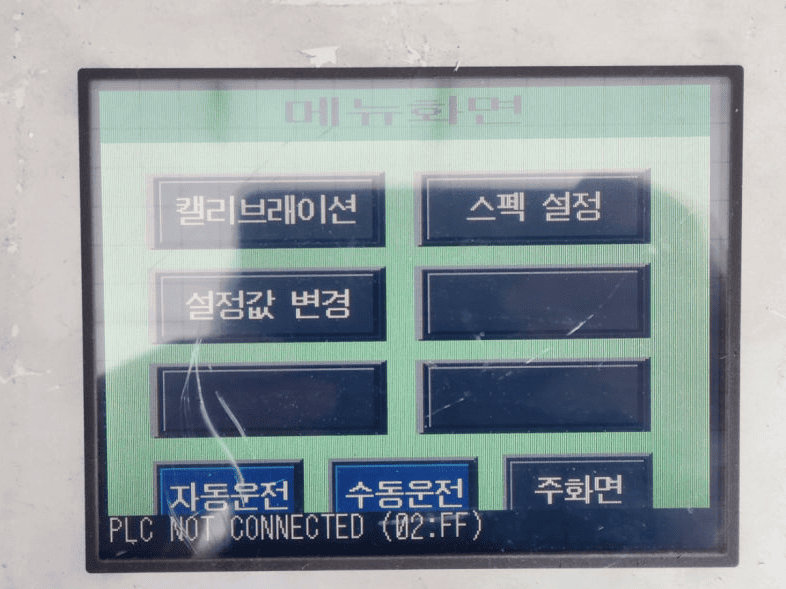 메뉴화면
캘리브래이션 스펙 설정
설정값 변경
자동운전 수동운전 주화면
PLC NOT CONNECTED (02.FF)